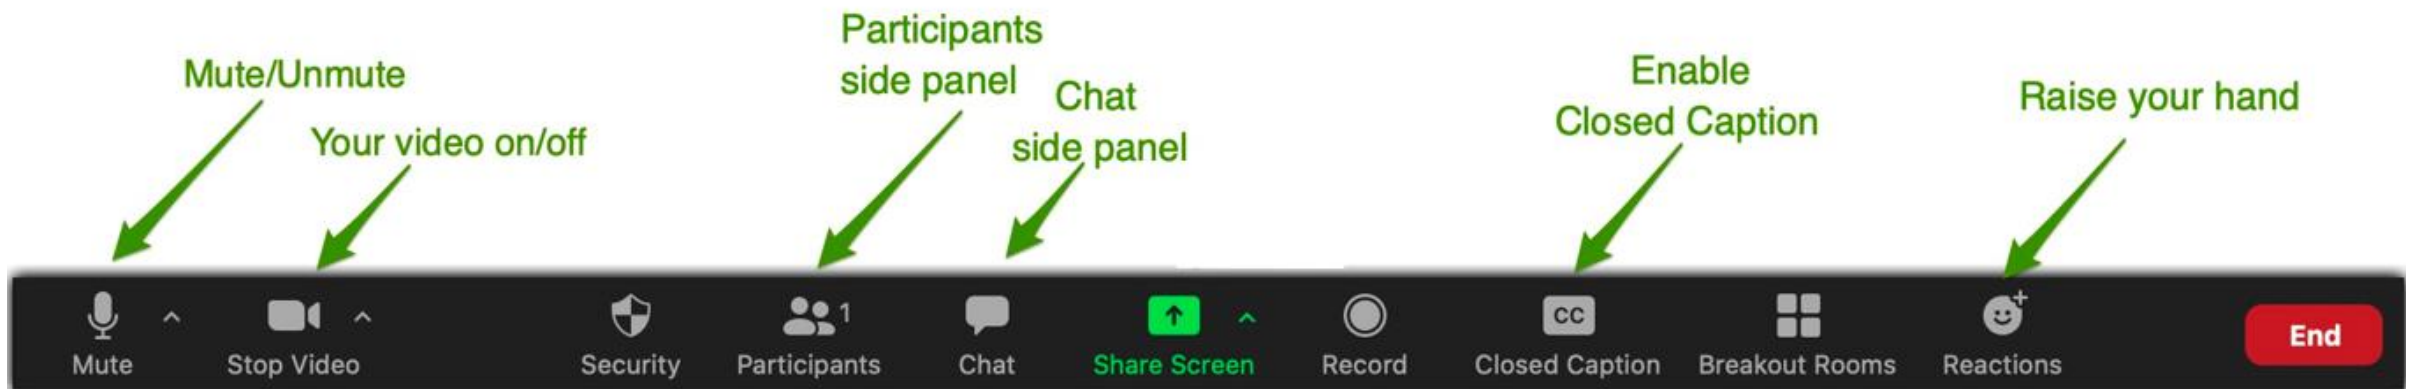 Mute/Unmute
Your video on/off
Participants
side panel
Chat
side panel
Enable
Closed Caption
Raise your hand
Mute
Stop Video
Security
1
Participants
Chat
Share Screen
Record
CC
Closed Caption
Breakout Rooms
Reactions
End